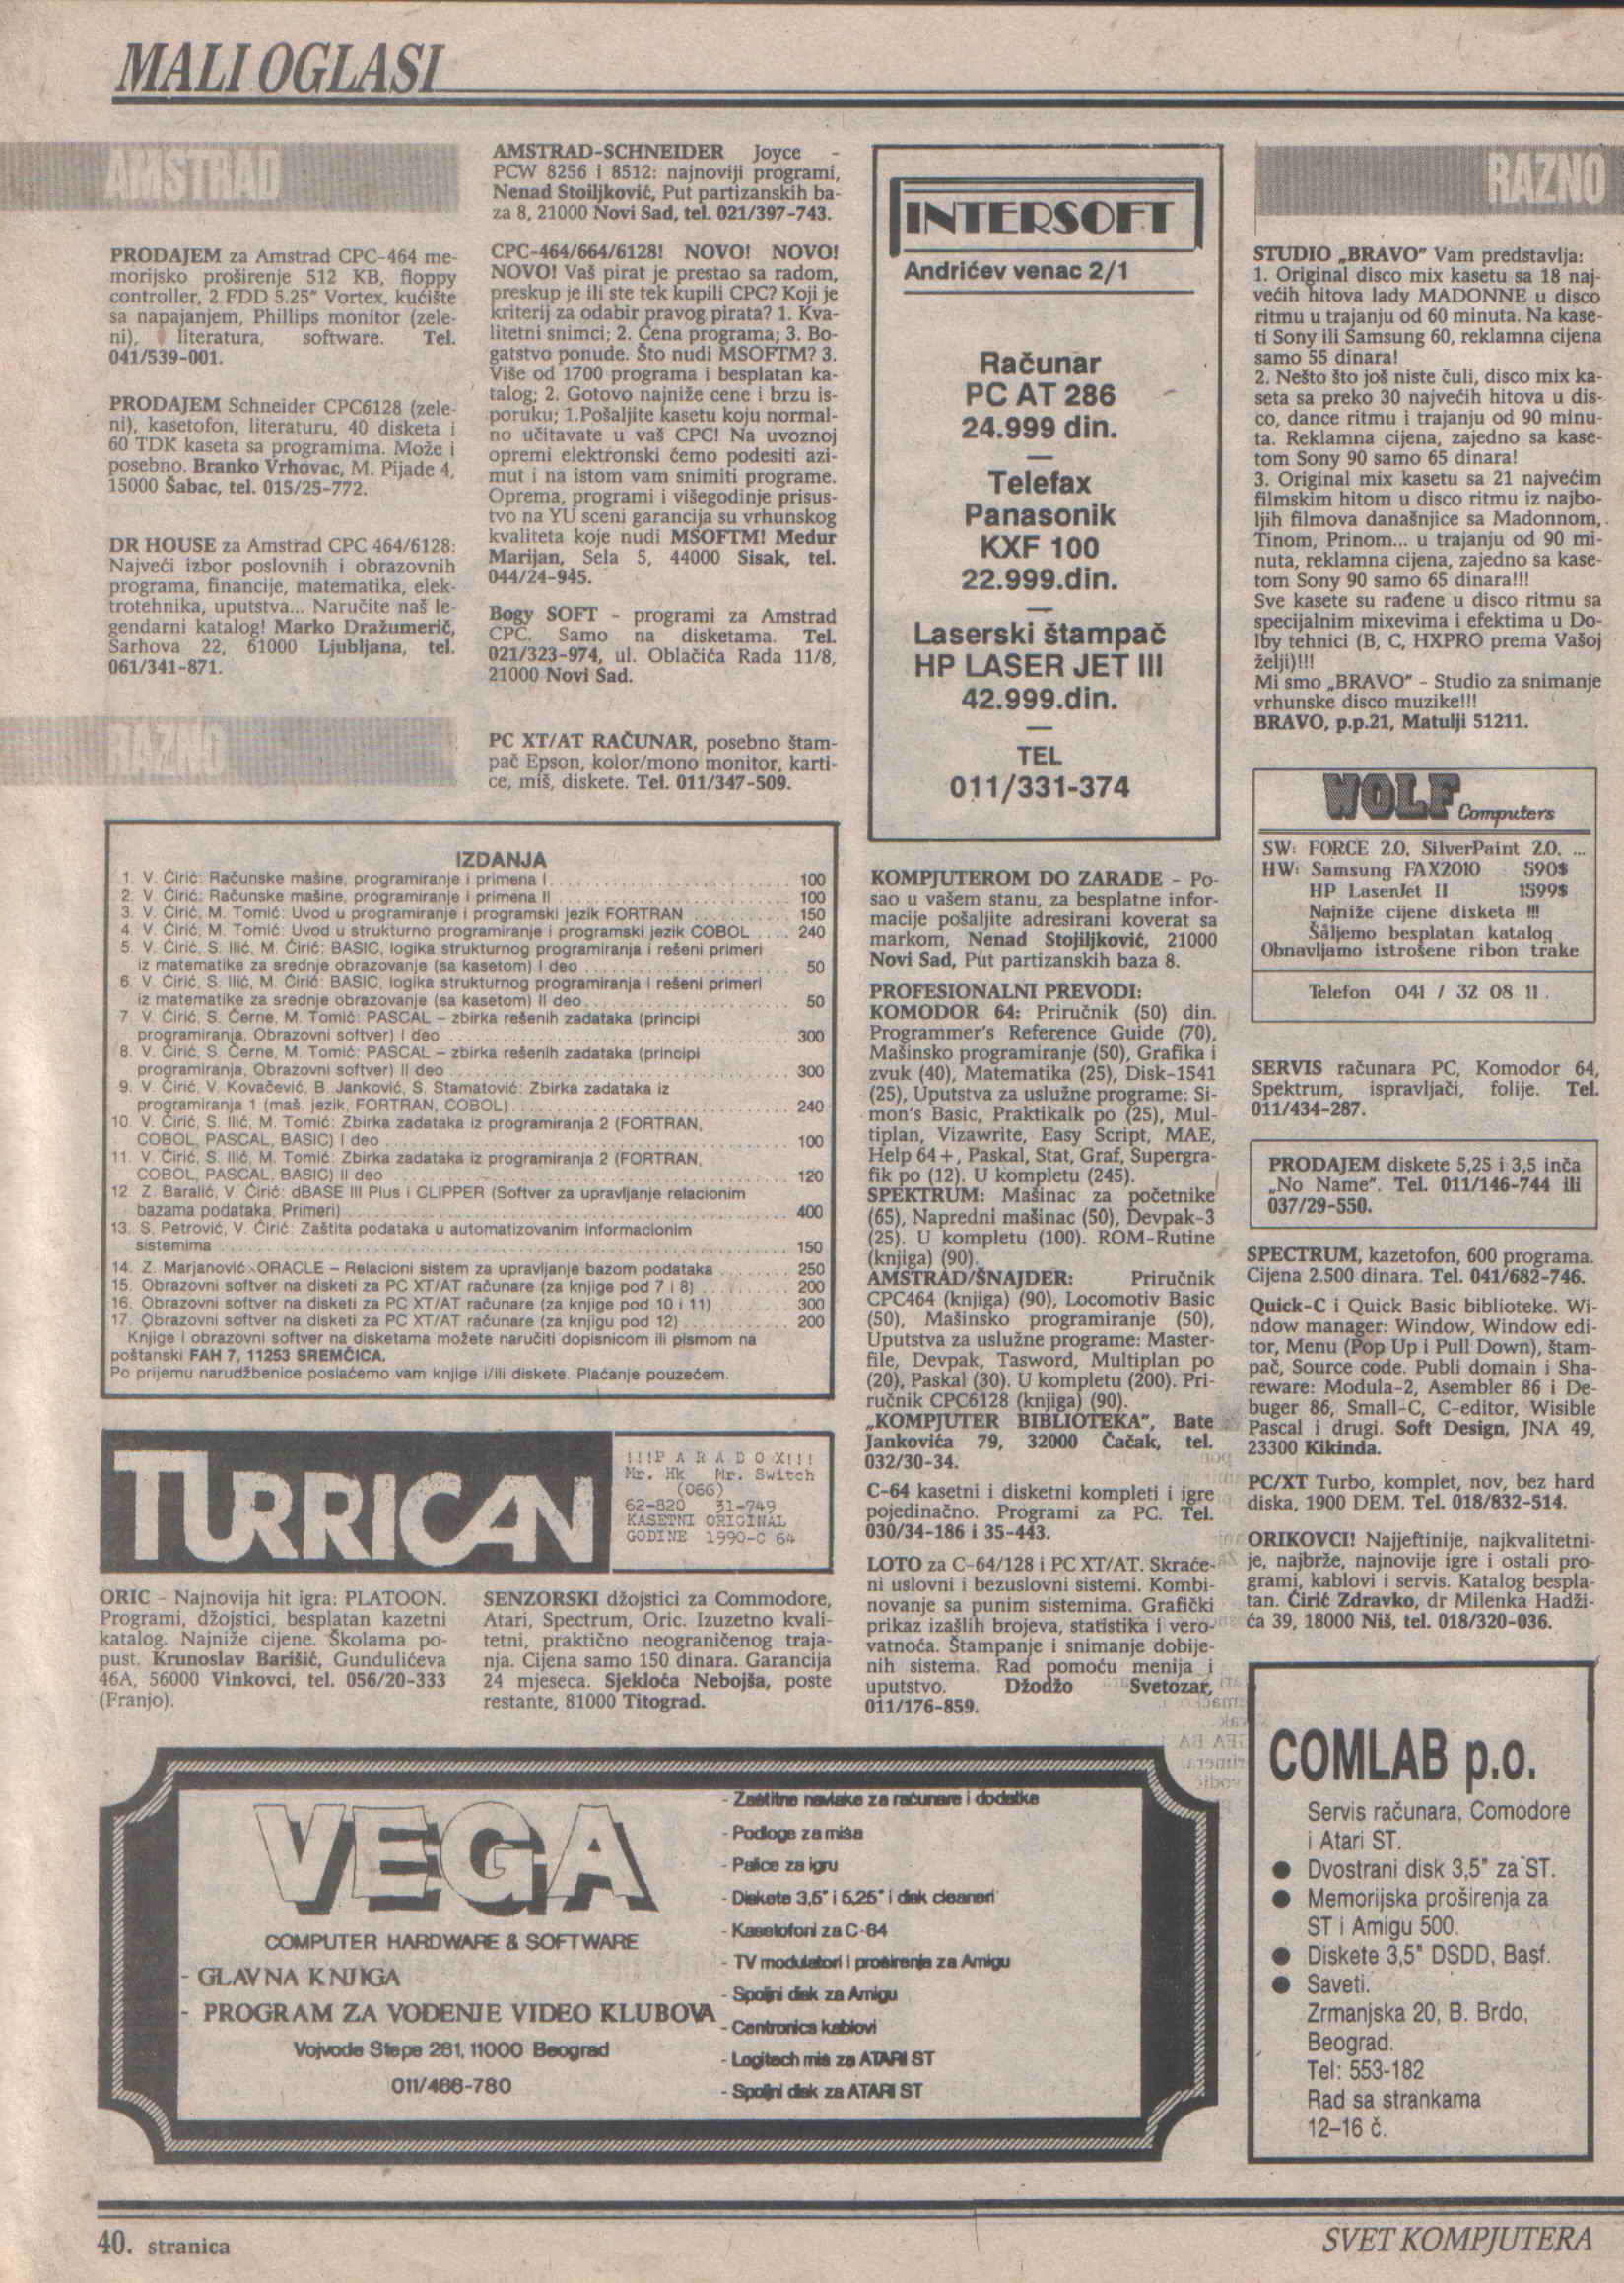 MALI OGLASI
AMSTRAD
PRODAJEM za Amstrad CPC-464 me-
morijsko proširenje 512 KB, floppy
controller, 2 FDD 5.25" Vortex, kućište
sa napajanjem, Phillips monitor (zele-
ni), literatura, software. Tel.
041/539-001.
PRODAJEM Schneider CPC6128 (zele-
ni), kasetofon, literaturu, 40 disketa i
60 TDK kaseta sa programima. Može i
posebno. Branko Vrhovac, M. Pijade 4,
15000 Šabac, tel. 015/25-772.
DR HOUSE za Amstrad CPC 464/6128:
Najveći izbor poslovnih i obrazovnih
programa, financije, matematika, elek-
trotehnika, uputstva... Naručite naš le-
gendarni katalog! Marko Dražumerič,
Sarhova 22, 61000 Ljubljana, tel.
061/341-871.
RAZNO
AMSTRAD-SCHNEIDER Joyce -
PCW 8256 i 8512: najnoviji programi,
Nenad Stoiljković, Put partizanskih ba-
za 8, 21000 Novi Sad, tel. 021/397-743.
CPC-464/664/6128! NOVO! NOVO!
NOVO! Vaš pirat je prestao sa radom,
preskup je ili ste tek kupili CPC? Koji je
kriterij za odabir pravog pirata? 1. Kva-
litetni snimci; 2. Cena programa; 3. Bo-
gatstvo ponude. Što nudi MSOFTM? 3.
Više od 1700 programa i besplatan ka-
talog; 2. Gotovo najniže cene i brzu is-
poruku; 1.Pošaljite kasetu koju normal-
no učitavate u vaš CPC! Na uvoznoj
opremi elektronski ćemo podesiti azi-
mut i na istom vam snimiti programe.
Oprema, programi i višegodinje prisus-
tvo na YU sceni garancija su vrhunskog
kvaliteta koje nudi MSOFTM! Medur
Marijan, Sela 5, 44000 Sisak, tel.
044/24-945.
Bogy SOFT - programi za Amstrad
CPC. Samo na disketama. Tel.
021/323-974, ul. Oblačića Rada 11/8,
21000 Novi Sad.
PC XT/AT RAČUNAR, posebno štam-
pač Epson, kolor/mono monitor, karti-
ce, miš, diskete. Tel. 011/347-509.
IZDANJA
1. V. Ćirić: Računske mašine, programiranje i primena I 100
2. V. Ćirić: Računske mašine, programiranje i primena II 100
3. V. Ćirić, M. Tomić: Uvod u programiranje i programski jezik FORTRAN 150
4. V. Ćirić, M. Tomić: Uvod u strukturno programiranje i programski jezik COBOL 240
5. V. Ćirić, S. Ilić, M. Ćirić: BASIC, logika strukturnog programiranja i rešeni primeri
iz matematike za srednje obrazovanje (sa kasetom) I deo 50
6. V. Ćirić, S. Ilić, M. Ćirić: BASIC, logika strukturnog programiranja i rešeni primeri
iz matematike za srednje obrazovanje (sa kasetom) II deo 50
7. V. Ćirić, S. Černe, M. Tomić: PASCAL – zbirka rešenih zadataka (principi
programiranja, Obrazovni softver) I deo 300
8. V. Ćirić, S. Černe, M. Tomić: PASCAL – zbirka rešenih zadataka (principi
programiranja, Obrazovni softver) II deo 300
9. V. Ćirić, V. Kovačević, B. Janković, S. Stamatović: Zbirka zadataka iz
programiranja 1 (maš. jezik, FORTRAN, COBOL) 240
10. V. Ćirić, S. Ilić, M. Tomić: Zbirka zadataka iz programiranja 2 (FORTRAN,
COBOL, PASCAL, BASIC) I deo 100
11. V. Ćirić, S. Ilić, M. Tomić: Zbirka zadataka iz programiranja 2 (FORTRAN,
COBOL, PASCAL, BASIC) II deo 120
12. Z. Baralić, V. Ćirić: dBASE III Plus i CLIPPER (Softver za upravljanje relacionim
bazama podataka, Primeri) 400
13. S. Petrović, V. Ćirić: Zaštita podataka u automatizovanim informacionim
sistemima 150
14. Z. Marjanović: ORACLE – Relacioni sistem za upravljanje bazom podataka 250
15. Obrazovni softver na disketi za PC XT/AT računare (za knjige pod 7 i 8) 200
16. Obrazovni softver na disketi za PC XT/AT računare (za knjige pod 10 i 11) 300
17. Obrazovni softver na disketi za PC XT/AT računare (za knjigu pod 12) 200
Knjige i obrazovni softver na disketama možete naručiti dopisnicom ili pismom na
poštanski FAH 7, 11253 SREMČICA.
Po prijemu narudžbenice poslaćemo vam knjige i/ili diskete. Plaćanje pouzećem.
TURRICAN
!!!P A R A D O X!!!
Mr. Hk Mr. Switch
(066)
62-820 31-749
KASETNI ORIGINAL
GODINE 1990-C 64
ORIC - Najnovija hit igra: PLATOON.
Programi, džojstici, besplatan kazetni
katalog. Najniže cijene. Školama po-
pust. Krunoslav Barišić, Gundulićeva
46A, 56000 Vinkovci, tel. 056/20-333
(Franjo).
SENZORSKI džojstici za Commodore,
Atari, Spectrum, Oric. Izuzetno kvali-
tetni, praktično neograničenog traja-
nja. Cijena samo 150 dinara. Garancija
24 mjeseca. Sjekloća Nebojša, poste
restante, 81000 Titograd.
INTERSOFT
Andrićev venac 2/1
Računar
PC AT 286
24.999 din.
—
Telefax
Panasonik
KXF 100
22.999.din.
—
Laserski štampač
HP LASER JET III
42.999.din.
—
TEL
011/331-374
KOMPJUTEROM DO ZARADE - Po-
sao u vašem stanu, za besplatne infor-
macije pošaljite adresirani koverat sa
markom, Nenad Stojiljković, 21000
Novi Sad, Put partizanskih baza 8.
PROFESIONALNI PREVODI:
KOMODOR 64: Priručnik (50) din.
Programmer's Reference Guide (70),
Mašinsko programiranje (50), Grafika i
zvuk (40), Matematika (25), Disk-1541
(25), Uputstva za uslužne programe: Si-
mon's Basic, Praktikalk po (25), Mul-
tiplan, Vizawrite, Easy Script, MAE,
Help 64+, Paskal, Stat, Graf, Supergra-
fik po (12). U kompletu (245).
SPEKTRUM: Mašinac za početnike
(65), Napredni mašinac (50), Devpak-3
(25). U kompletu (100). ROM-Rutine
(knjiga) (90).
AMSTRAD/ŠNAJDER: Priručnik
CPC464 (knjiga) (90), Locomotiv Basic
(50), Mašinsko programiranje (50),
Uputstva za uslužne programe: Master-
file, Devpak, Tasword, Multiplan po
(20), Paskal (30). U kompletu (200). Pri-
ručnik CPC6128 (knjiga) (90).
„KOMPJUTER BIBLIOTEKA", Bate
Jankovića 79, 32000 Čačak, tel.
032/30-34.
C-64 kasetni i disketni kompleti i igre
pojedinačno. Programi za PC. Tel.
030/34-186 i 35-443.
LOTO za C-64/128 i PC XT/AT. Skraće-
ni uslovni i bezuslovni sistemi. Kombi-
novanje sa punim sistemima. Grafički
prikaz izašlih brojeva, statistika i vero-
vatnoća. Štampanje i snimanje dobije-
nih sistema. Rad pomoću menija i
uputstvo. Džodžo Svetozar,
011/176-859.
RAZNO
STUDIO „BRAVO" Vam predstavlja:
1. Original disco mix kasetu sa 18 naj-
većih hitova lady MADONNE u disco
ritmu u trajanju od 60 minuta. Na kase-
ti Sony ili Samsung 60, reklamna cijena
samo 55 dinara!
2. Nešto što još niste čuli, disco mix ka-
seta sa preko 30 najvećih hitova u dis-
co, dance ritmu i trajanju od 90 minu-
ta. Reklamna cijena, zajedno sa kase-
tom Sony 90 samo 65 dinara!
3. Original mix kasetu sa 21 najvećim
filmskim hitom u disco ritmu iz najbo-
ljih filmova današnjice sa Madonnom,
Tinom, Prinom... u trajanju od 90 mi-
nuta, reklamna cijena, zajedno sa kase-
tom Sony 90 samo 65 dinara!!!
Sve kasete su rađene u disco ritmu sa
specijalnim mixevima i efektima u Do-
lby tehnici (B, C, HXPRO prema Vašoj
želji)!!!
Mi smo „BRAVO" - Studio za snimanje
vrhunske disco muzike!!!
BRAVO, p.p.21, Matulji 51211.
WOLF Computers
SW: FORCE 2.0, SilverPaint 2.0, ...
HW: Samsung FAX2010 590$
HP LaserJet II 1599$
Najniže cijene disketa !!!
Šaljemo besplatan katalog
Obnavljamo istrošene ribon trake
Telefon 041 / 32 08 11.
SERVIS računara PC, Komodor 64,
Spektrum, ispravljači, folije. Tel.
011/434-287.
PRODAJEM diskete 5,25 i 3,5 inča
„No Name". Tel. 011/146-744 ili
037/29-550.
SPECTRUM, kazetofon, 600 programa.
Cijena 2.500 dinara. Tel. 041/682-746.
Quick-C i Quick Basic biblioteke. Wi-
ndow manager: Window, Window edi-
tor, Menu (Pop Up i Pull Down), štam-
pač, Source code. Publi domain i Sha-
reware: Modula-2, Asembler 86 i De-
buger 86, Small-C, C-editor, Wisible
Pascal i drugi. Soft Design, JNA 49,
23300 Kikinda.
PC/XT Turbo, komplet, nov, bez hard
diska, 1900 DEM. Tel. 018/832-514.
ORIKOVCI! Najjeftinije, najkvalitetni-
je, najbrže, najnovije igre i ostali pro-
grami, kablovi i servis. Katalog bespla-
tan. Ćirić Zdravko, dr Milenka Hadži-
ća 39, 18000 Niš, tel. 018/320-036.
VEGA
COMPUTER HARDWARE & SOFTWARE
- GLAVNA KNJIGA
- PROGRAM ZA VOĐENJE VIDEO KLUBOVA
Vojvode Stepe 281, 11000 Beograd
011/466-780
- Zaštitne navlake za računare i dodatke
- Podloge za miša
- Palice za igru
- Diskete 3,5" i 5,25" i disk cleaneri
- Kasetofoni za C-64
- TV modulatori i proširenja za Amigu
- Spoljni disk za Amigu
- Centronics kablovi
- Logitech miš za ATARI ST
- Spoljni disk za ATARI ST
COMLAB p.o.
Servis računara, Comodore
i Atari ST.
● Dvostrani disk 3,5" za ST.
● Memorijska proširenja za
ST i Amigu 500.
● Diskete 3,5" DSDD, Basf.
● Saveti.
Zrmanjska 20, B. Brdo,
Beograd.
Tel: 553-182
Rad sa strankama
12–16 č.
40. stranica
SVET KOMPJUTERA